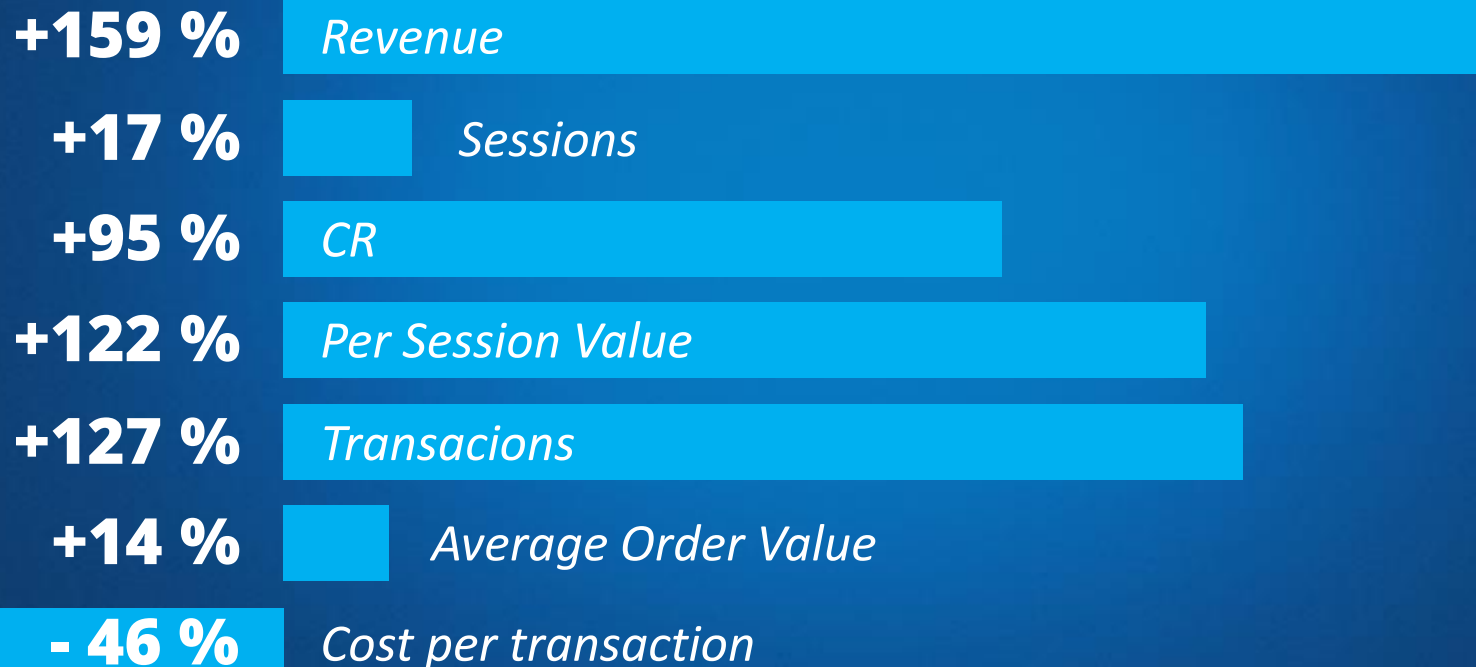 +159 % Revenue
+17 % Sessions
+95 % CR
+122 % Per Session Value
+127 % Transacions
+14 % Average Order Value
- 46 % Cost per transaction